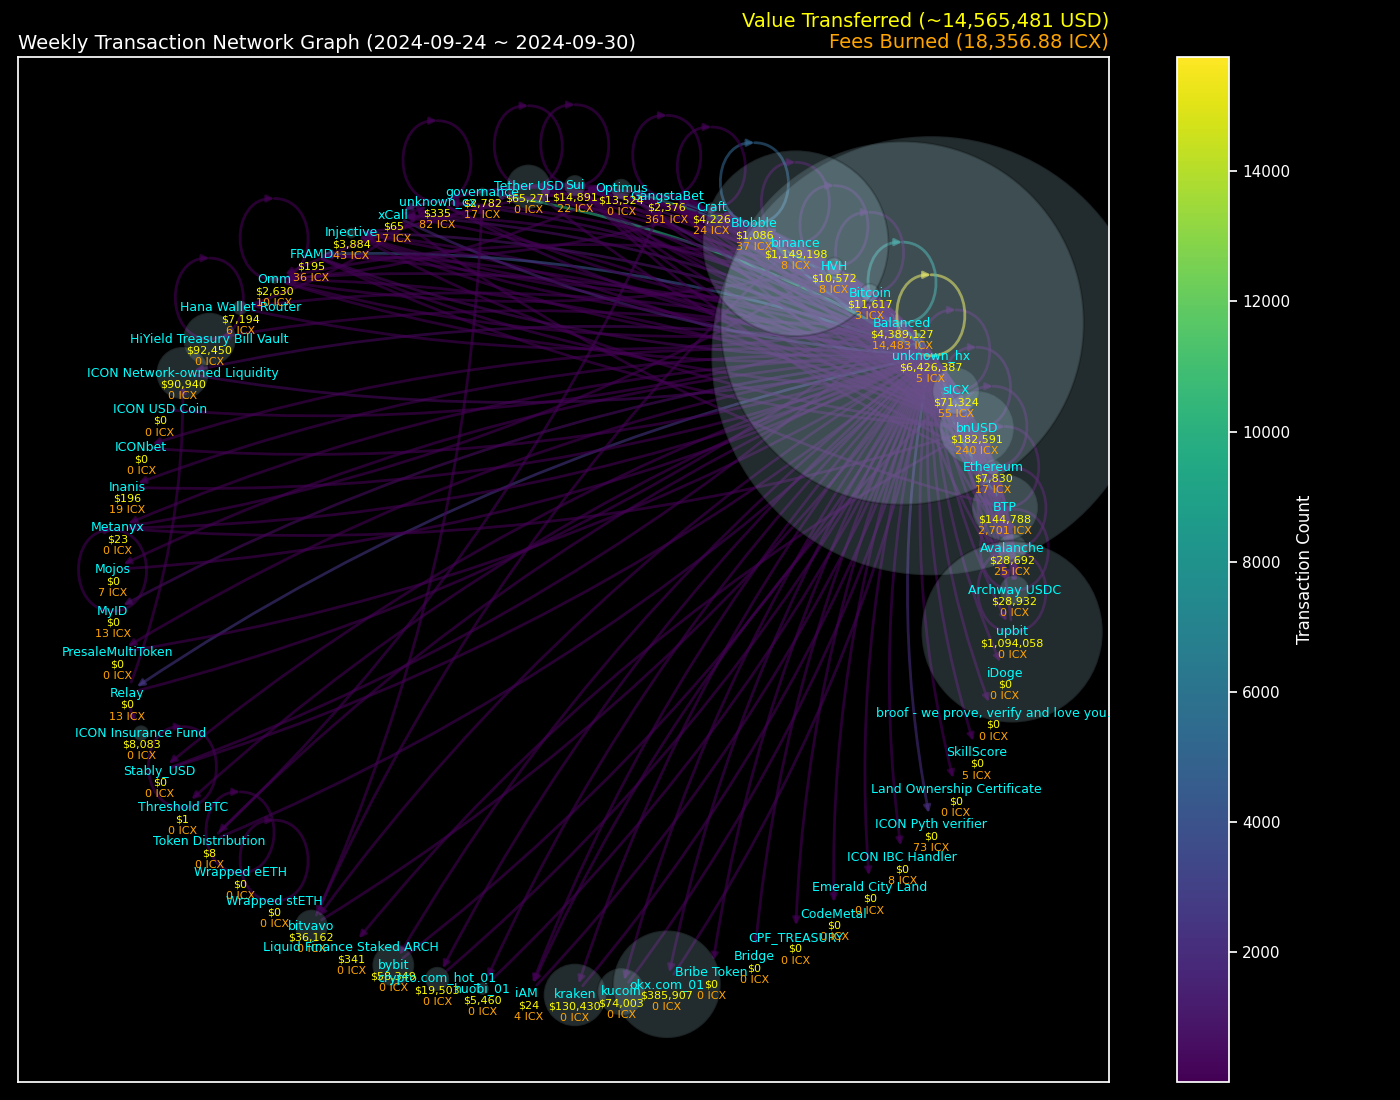 Value Transferred (~14,565,481 USD)
Weekly Transaction Network Graph (2024-09-24 ~ 2024-09-30)
Fees Burned (18,356.88 ICX)
Tether USD
$65,271
0 ICX
Sui
$14,891
22 ICX
Optimus
$13,524
0 ICX
GangstaBet
$2,376
361 ICX
Craft
$4,226
24 ICX
Blobble
$1,086
37 ICX
binance
$1,149,198
8 ICX
HVH
$10,572
8 ICX
Bitcoin
$11,617
3 ICX
Balanced
$4,389,127
14,483 ICX
unknown_hx
$6,426,387
5 ICX
sICX
$71,324
55 ICX
bnUSD
$182,591
240 ICX
Ethereum
$7,830
17 ICX
BTP
$144,788
2,701 ICX
Avalanche
$28,692
25 ICX
Archway USDC
$28,932
0 ICX
upbit
$1,094,058
0 ICX
iDoge
$0
0 ICX
broof - we prove, verify and love you
$0
0 ICX
SkillScore
$0
5 ICX
Land Ownership Certificate
$0
0 ICX
ICON Pyth verifier
$0
73 ICX
ICON IBC Handler
$0
8 ICX
Emerald City Land
$0
0 ICX
CodeMetal
$0
ICX
CPF_TREASURY
$0
0 ICX
Bridge
$0
0 ICX
Bribe Token
$0
0 ICX
okx.com_01
$385,907
0 ICX
kucoin
$74,003
0 ICX
kraken
$130,430
0 ICX
iAM
$24
4 ICX
huobi_01
$5,460
0 ICX
crypto.com_hot_01
$19,503
0 ICX
bybit
0 ICX
Liquid Finance Staked ARCH
$341
0 ICX
bitvavo
$36,162
0 ICX
Wrapped stETH
$0
0 ICX
Wrapped eETH
$0
0 ICX
Token Distribution
$8
0 ICX
Threshold BTC
$1
0 ICX
Stably_USD
$0
0 ICX
ICON Insurance Fund
$8,083
0 ICX
Relay
$0
13 ICX
PresaleMultiToken
$0
0 ICX
MyID
$0
13 ICX
Mojos
$0
7 ICX
Metanyx
$23
0 ICX
Inanis
$196
19 ICX
ICONbet
$0
0 ICX
ICON USD Coin
$0
0 ICX
ICON Network-owned Liquidity
$90,940
0 ICX
HiYield Treasury Bill Vault
$92,450
0 ICX
Hana Wallet Router
$7,194
6 ICX
Omm
$2,630
10 ICX
FRAMD
$195
36 ICX
Injective
$3,884
43 ICX
xCall
$65
17 ICX
unknown_cx
$335
82 ICX
governance
$2,782
17 ICX
14000
12000
10000
8000
6000
4000
2000
Transaction Count